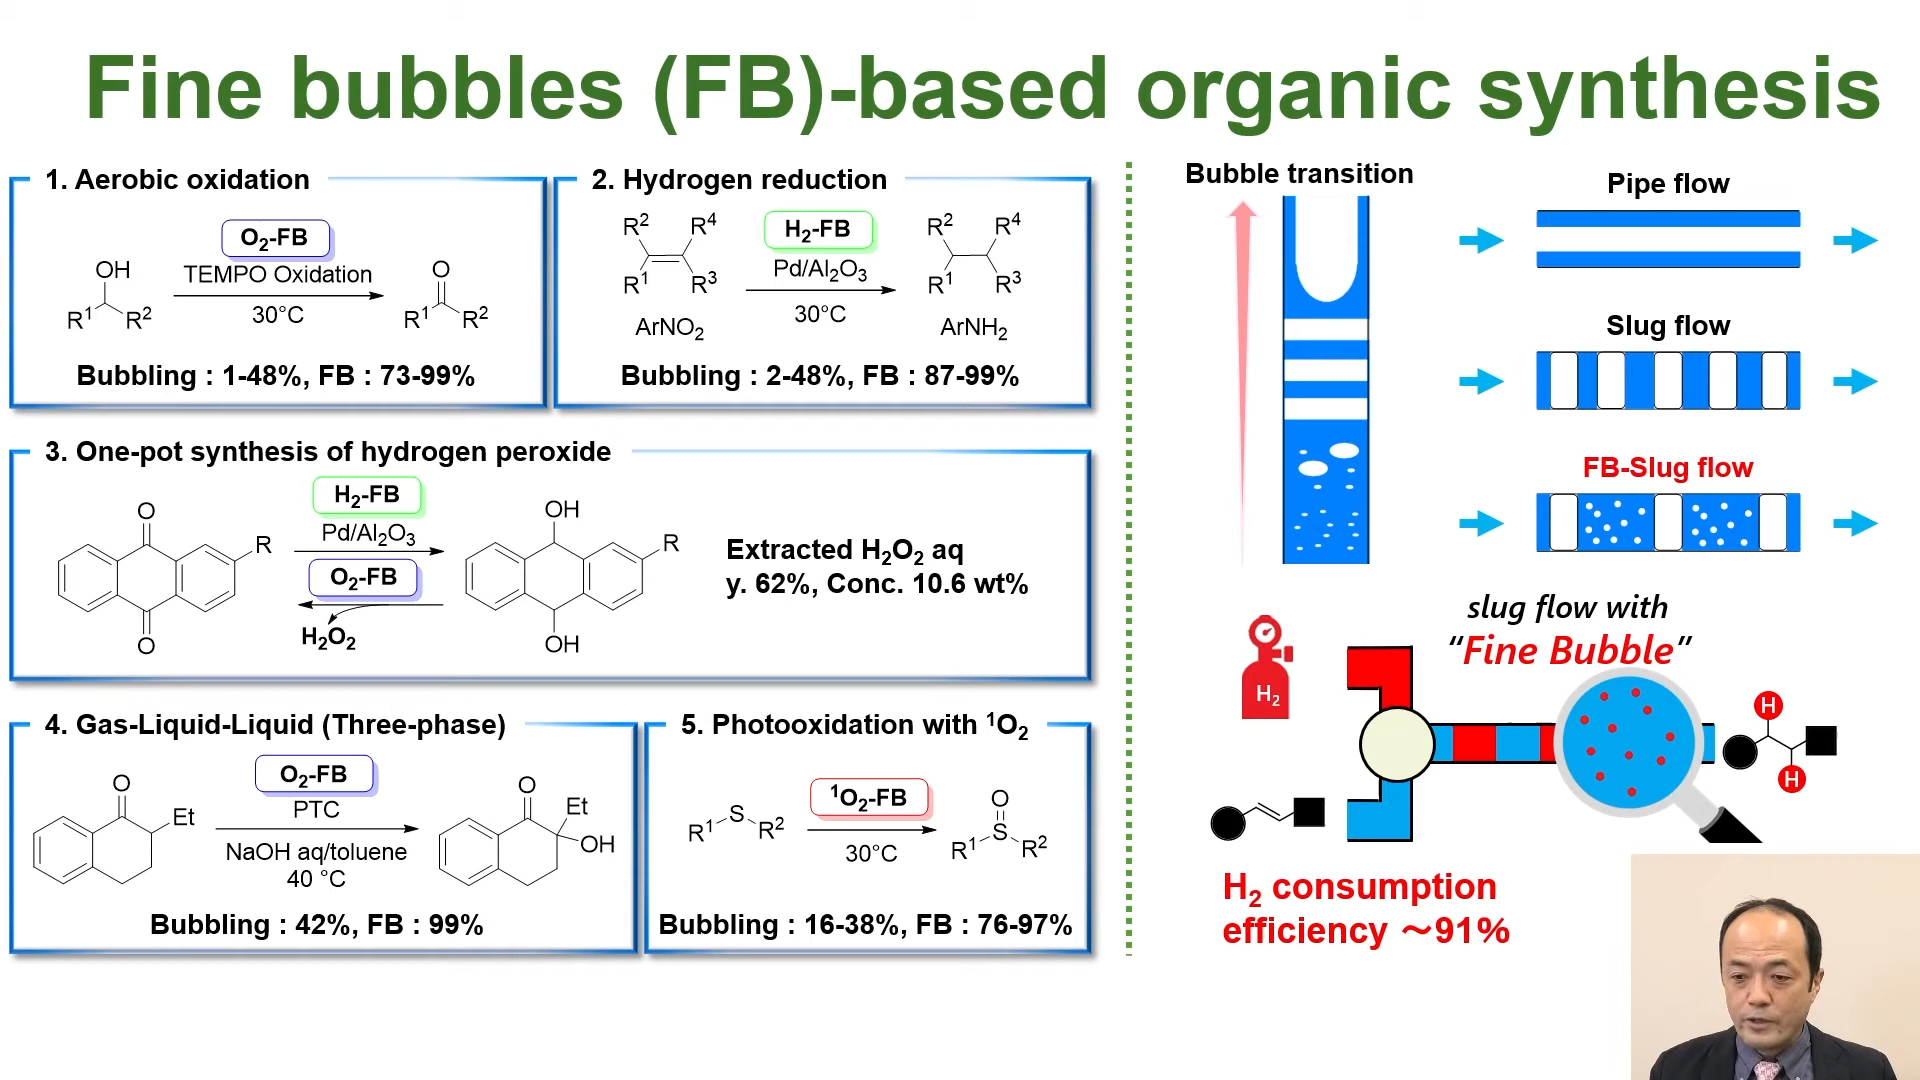 Fine bubbles (FB)-based organic synthesis
1. Aerobic oxidation
O₂-FB
TEMPO Oxidation
30°C
OH
R¹ R²
O
R¹ R²
Bubbling : 1-48%, FB : 73-99%
2. Hydrogen reduction
R² R⁴
R¹ R³
ArNO₂
H₂-FB
Pd/Al₂O₃
30°C
R² R⁴
R¹ R³
ArNH₂
Bubbling : 2-48%, FB : 87-99%
3. One-pot synthesis of hydrogen peroxide
O
R
O
H₂-FB
Pd/Al₂O₃
O₂-FB
H₂O₂
OH
R
OH
Extracted H₂O₂ aq
y. 62%, Conc. 10.6 wt%
4. Gas-Liquid-Liquid (Three-phase)
O
Et
O₂-FB
PTC
NaOH aq/toluene
40 °C
O
Et
OH
Bubbling : 42%, FB : 99%
5. Photooxidation with ¹O₂
R¹ S R²
¹O₂-FB
30°C
O
R¹ S R²
Bubbling : 16-38%, FB : 76-97%
Bubble transition
Pipe flow
Slug flow
FB-Slug flow
slug flow with
“Fine Bubble”
H₂
H
H
H₂ consumption
efficiency ～91%